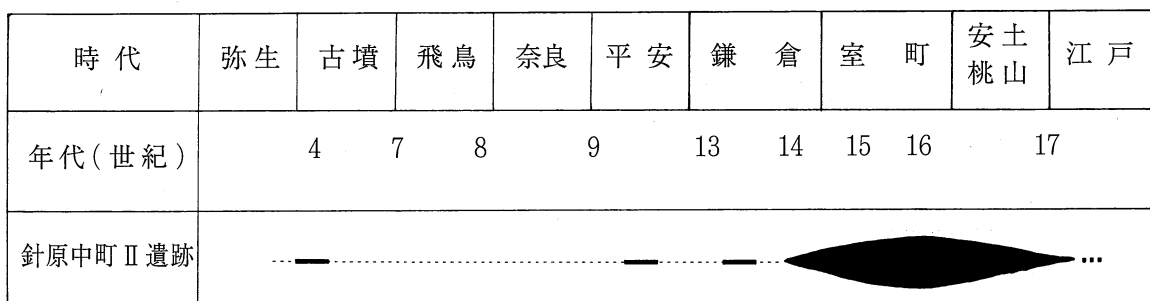 時代 弥生 古墳 飛鳥 奈良 平安 鎌倉 室町 安土桃山 江戸
年代(世紀) 4 7 8 9 13 14 15 16 17
針原中町Ⅱ遺跡